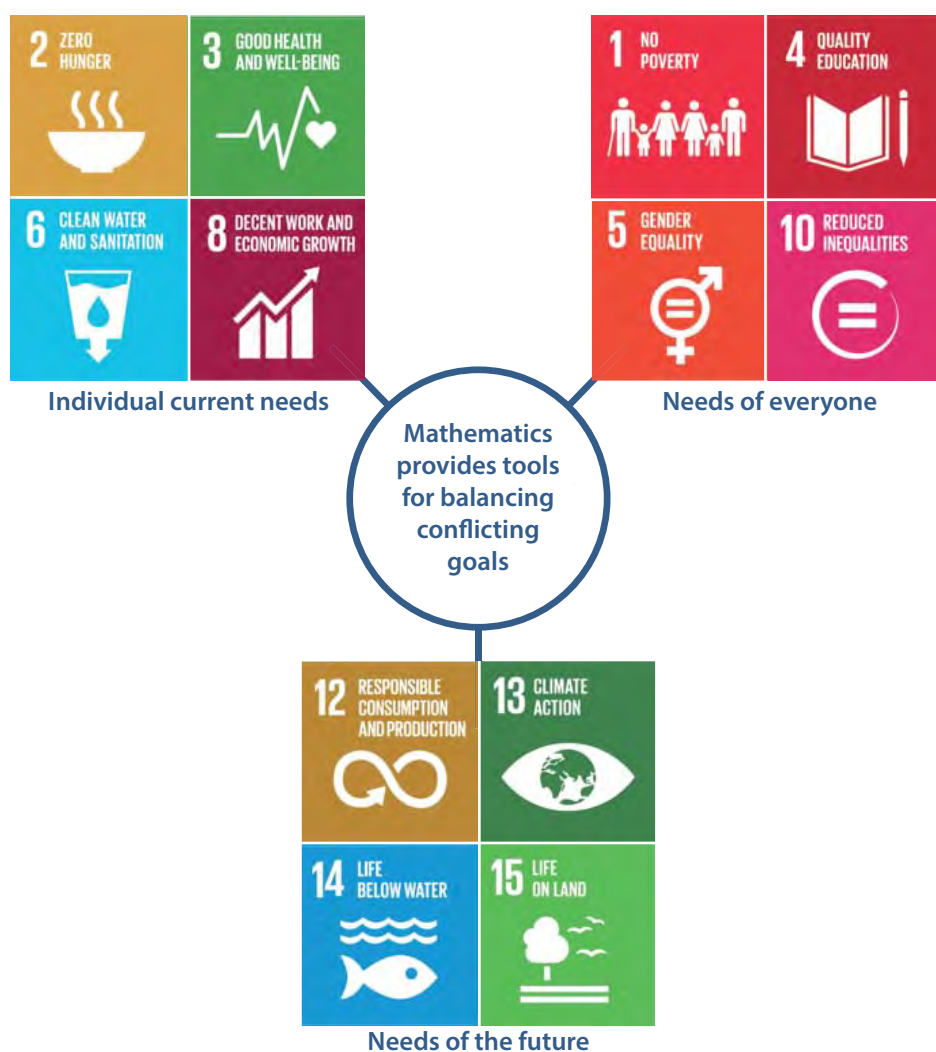 2 ZERO
HUNGER
3 GOOD HEALTH
AND WELL-BEING
6 CLEAN WATER
AND SANITATION
8 DECENT WORK AND
ECONOMIC GROWTH
Individual current needs
1 NO
POVERTY
4 QUALITY
EDUCATION
5 GENDER
EQUALITY
10 REDUCED
INEQUALITIES
Needs of everyone
Mathematics
provides tools
for balancing
conflicting
goals
12 RESPONSIBLE
CONSUMPTION
AND PRODUCTION
13 CLIMATE
ACTION
14 LIFE
BELOW WATER
15 LIFE
ON LAND
Needs of the future